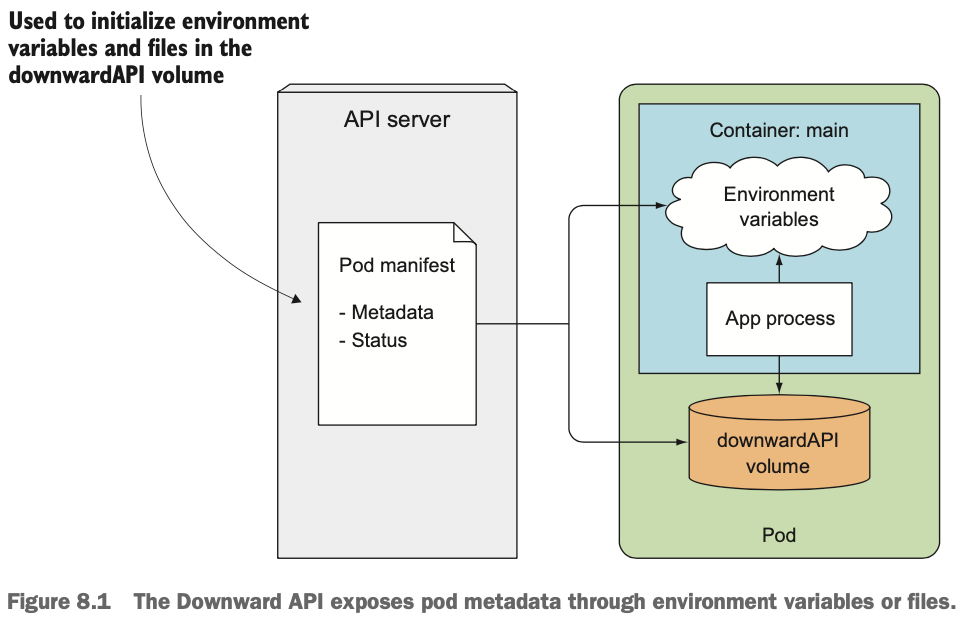 Used to initialize environment
variables and files in the
downwardAPI volume
API server
Pod manifest
- Metadata
- Status
Container: main
Environment
variables
App process
downwardAPI
volume
Pod
Figure 8.1 The Downward API exposes pod metadata through environment variables or files.